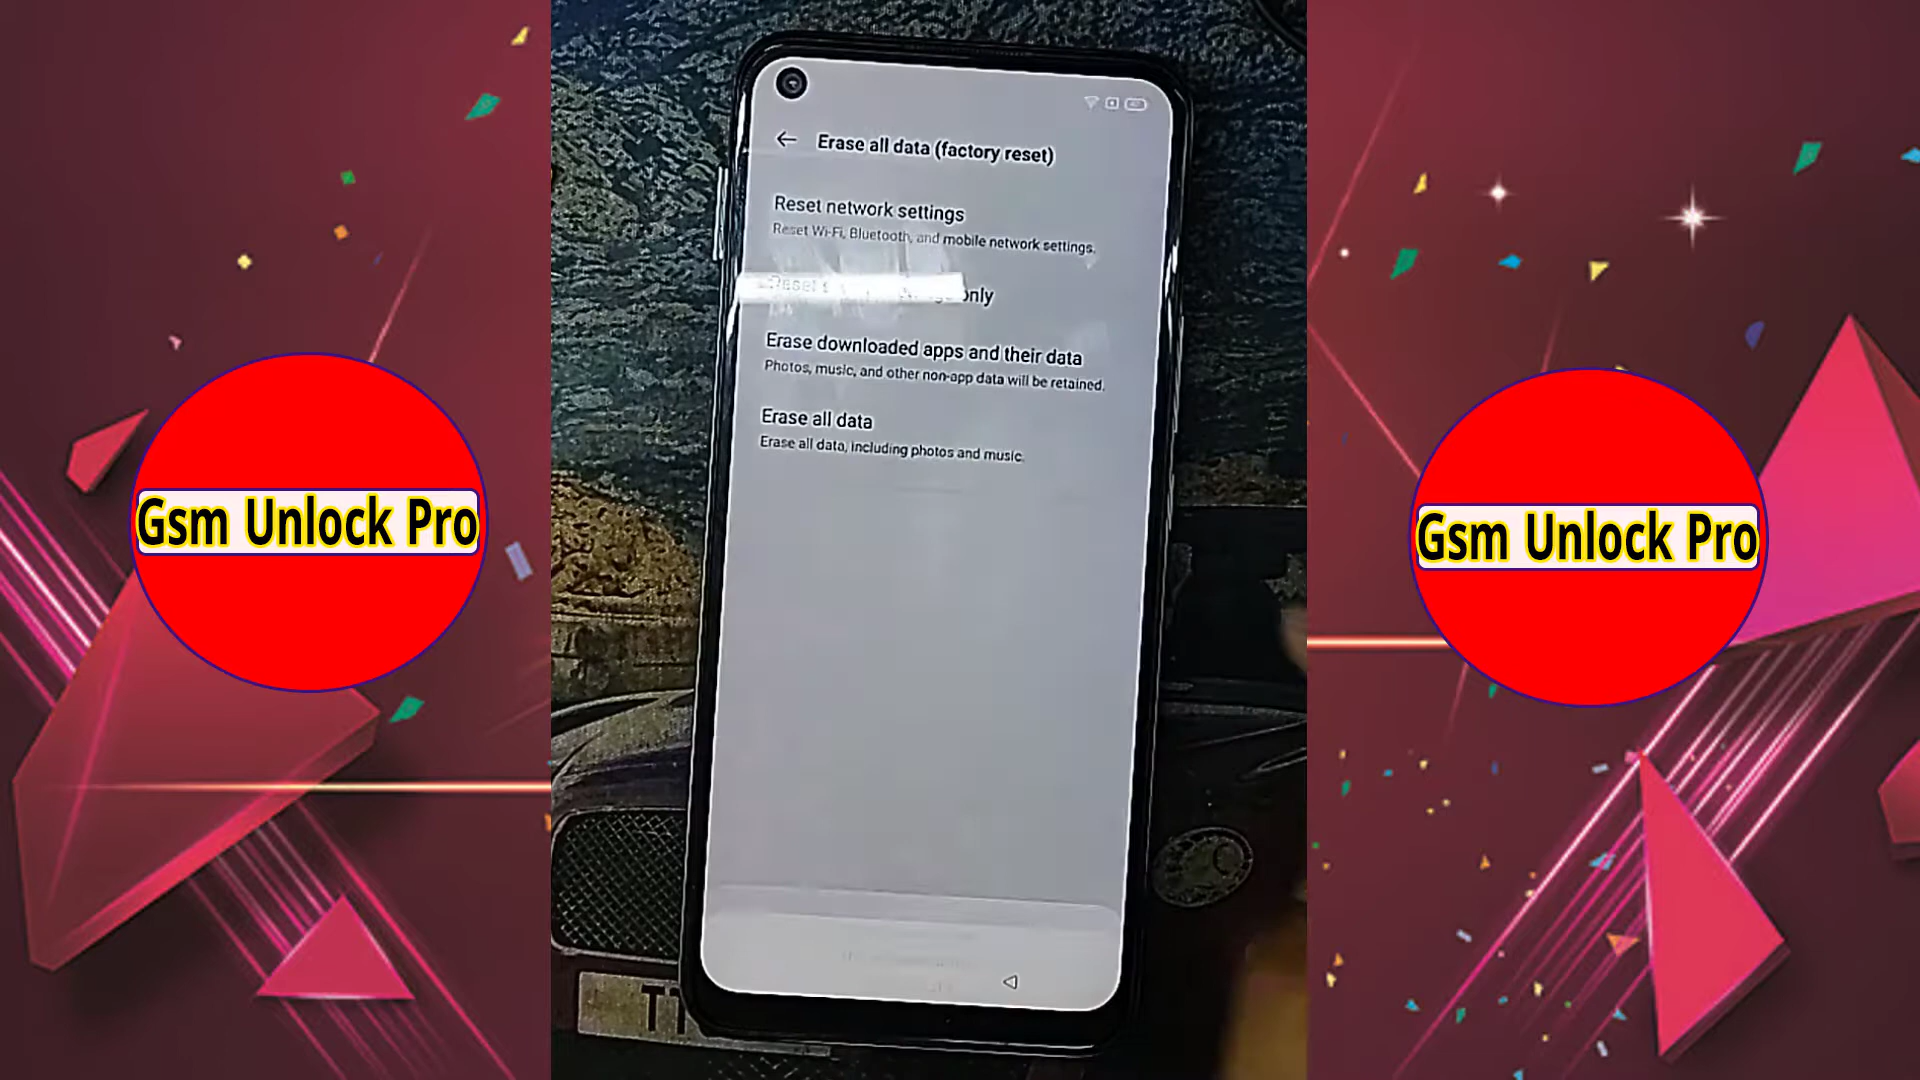 Erase all data (factory reset)
Reset network settings
Reset Wi-Fi, Bluetooth, and mobile network settings.
Reset only
Erase downloaded apps and their data
Photos, music, and other non-app data will be retained.
Erase all data
Erase all data, including photos and music.
Gsm Unlock Pro
Gsm Unlock Pro